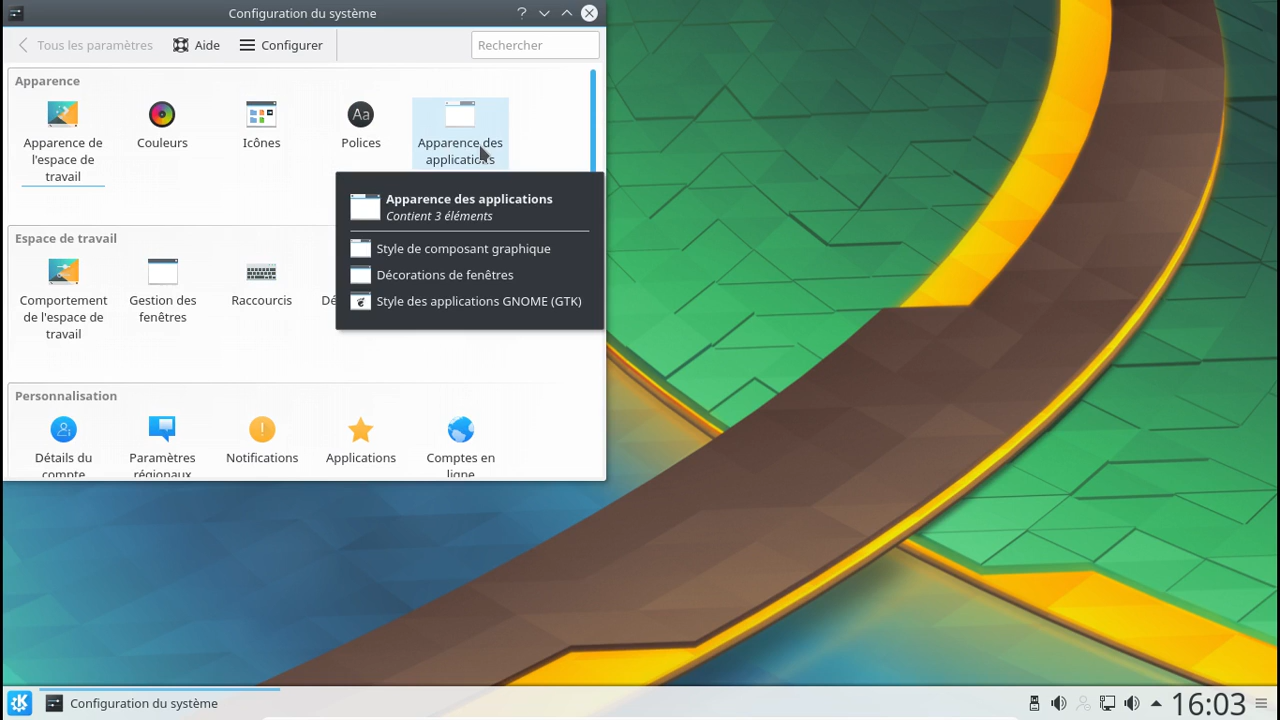 Configuration du système
Tous les paramètres
Aide
Configurer
Rechercher
Apparence
Apparence de
l'espace de
travail
Couleurs
Icônes
Aa
Polices
Apparence des
applications
Apparence des applications
Contient 3 éléments
Style de composant graphique
Décorations de fenêtres
Style des applications GNOME (GTK)
Espace de travail
Comportement
de l'espace de
travail
Gestion des
fenêtres
Raccourcis
Personnalisation
Détails du
compte
Paramètres
régionaux
Notifications
Applications
Comptes en
ligne
Configuration du système
16:03